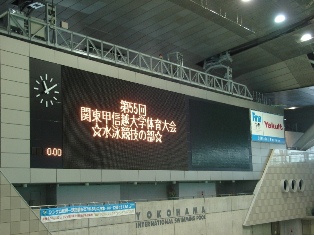 第55回
関東甲信越大学体育大会
☆水泳競技の部☆
0:00
Try
Yakult
YOKOHAMA
INTERNATIONAL SWIMMING POOL